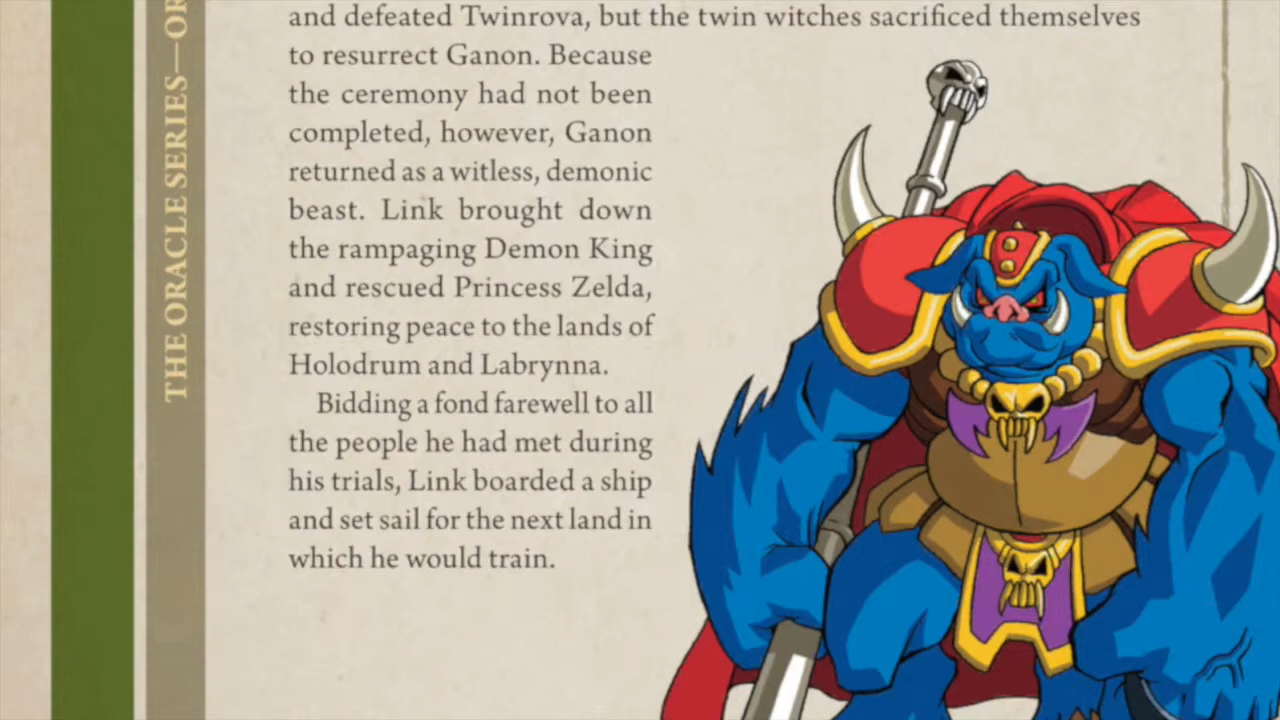 and defeated Twinrova, but the twin witches sacrificed themselves
to resurrect Ganon. Because
the ceremony had not been
completed, however, Ganon
returned as a witless, demonic
beast. Link brought down
the rampaging Demon King
and rescued Princess Zelda,
restoring peace to the lands of
Holodrum and Labrynna.
Bidding a fond farewell to all
the people he had met during
his trials, Link boarded a ship
and set sail for the next land in
which he would train.
THE ORACLE SERIES—OR